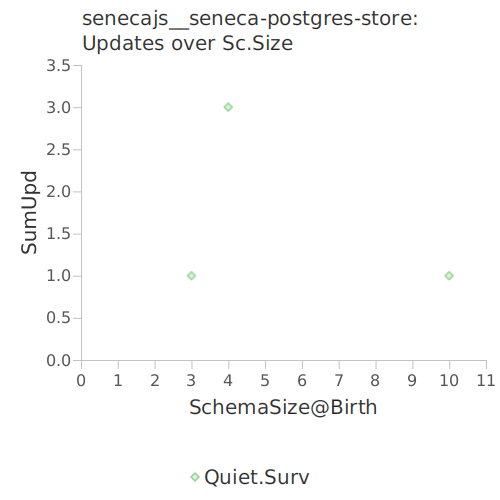 senecajs__seneca-postgres-store:
Updates over Sc.Size
3.5
3.0
2.5
2.0
1.5
1.0
0.5
0.0
SumUpd
0 1 2 3 4 5 6 7 8 9 10 11
SchemaSize@Birth
Quiet.Surv